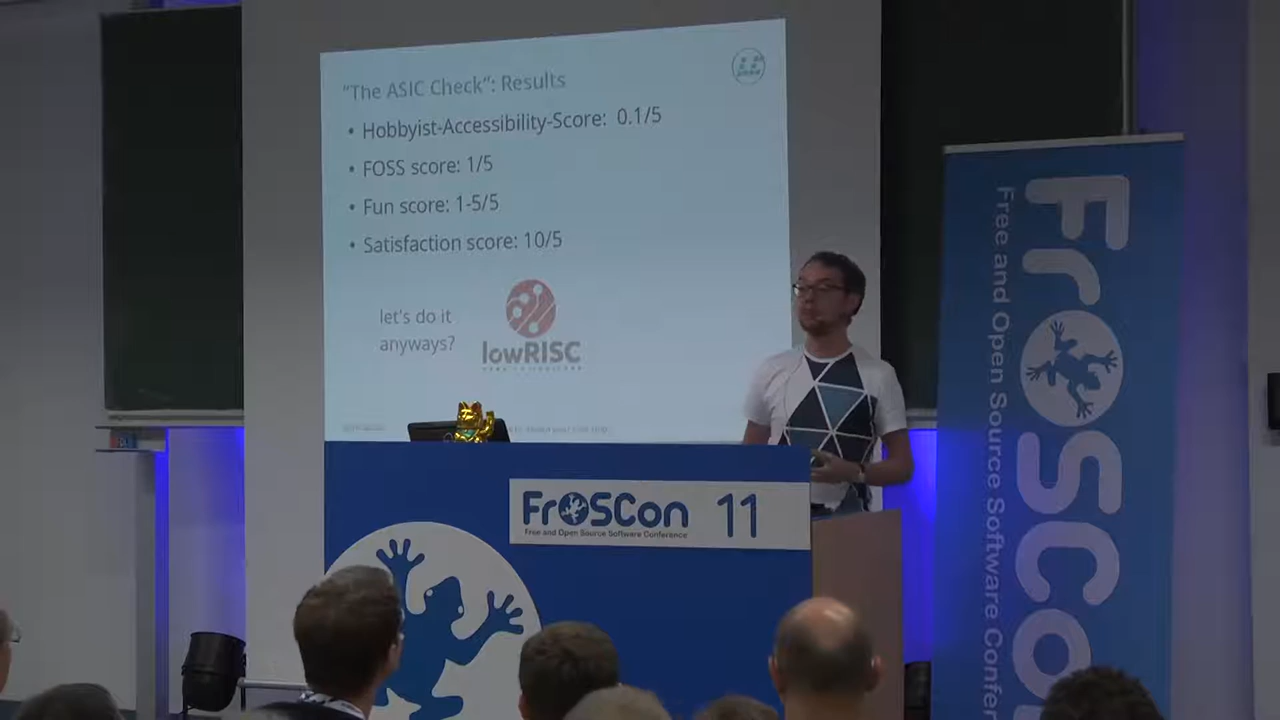 "The ASIC Check": Results
• Hobbyist-Accessibility-Score: 0.1/5
• FOSS score: 1/5
• Fun score: 1-5/5
• Satisfaction score: 10/5
let's do it
anyways?
lowRISC
FrOSCon 11
Free and Open Source Software Conference
FrOSCo
Free and Open Source Software Confer